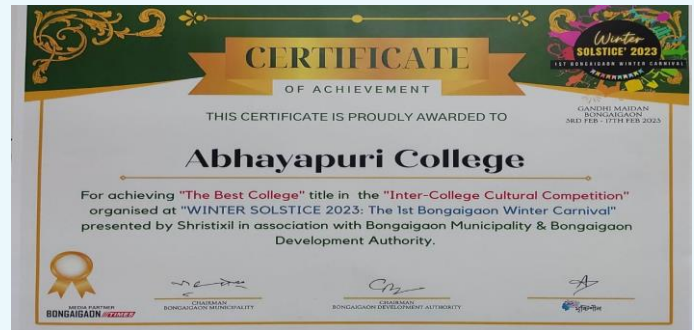 CERTIFICATE
OF ACHIEVEMENT
Winter
SOLSTICE' 2023
1ST BONGAIGAON WINTER CARNIVAL
GANDHI MAIDAN
BONGAIGAON
3RD FEB - 17TH FEB 2023
THIS CERTIFICATE IS PROUDLY AWARDED TO
Abhayapuri College
For achieving "The Best College" title in the "Inter-College Cultural Competition"
organised at "WINTER SOLSTICE 2023: The 1st Bongaigaon Winter Carnival"
presented by Shristixil in association with Bongaigaon Municipality & Bongaigaon
Development Authority.
MEDIA PARTNER
BONGAIGAON TIMES
CHAIRMAN
BONGAIGAON MUNICIPALITY
CHAIRMAN
BONGAIGAON DEVELOPMENT AUTHORITY
সৃষ্টিশীল